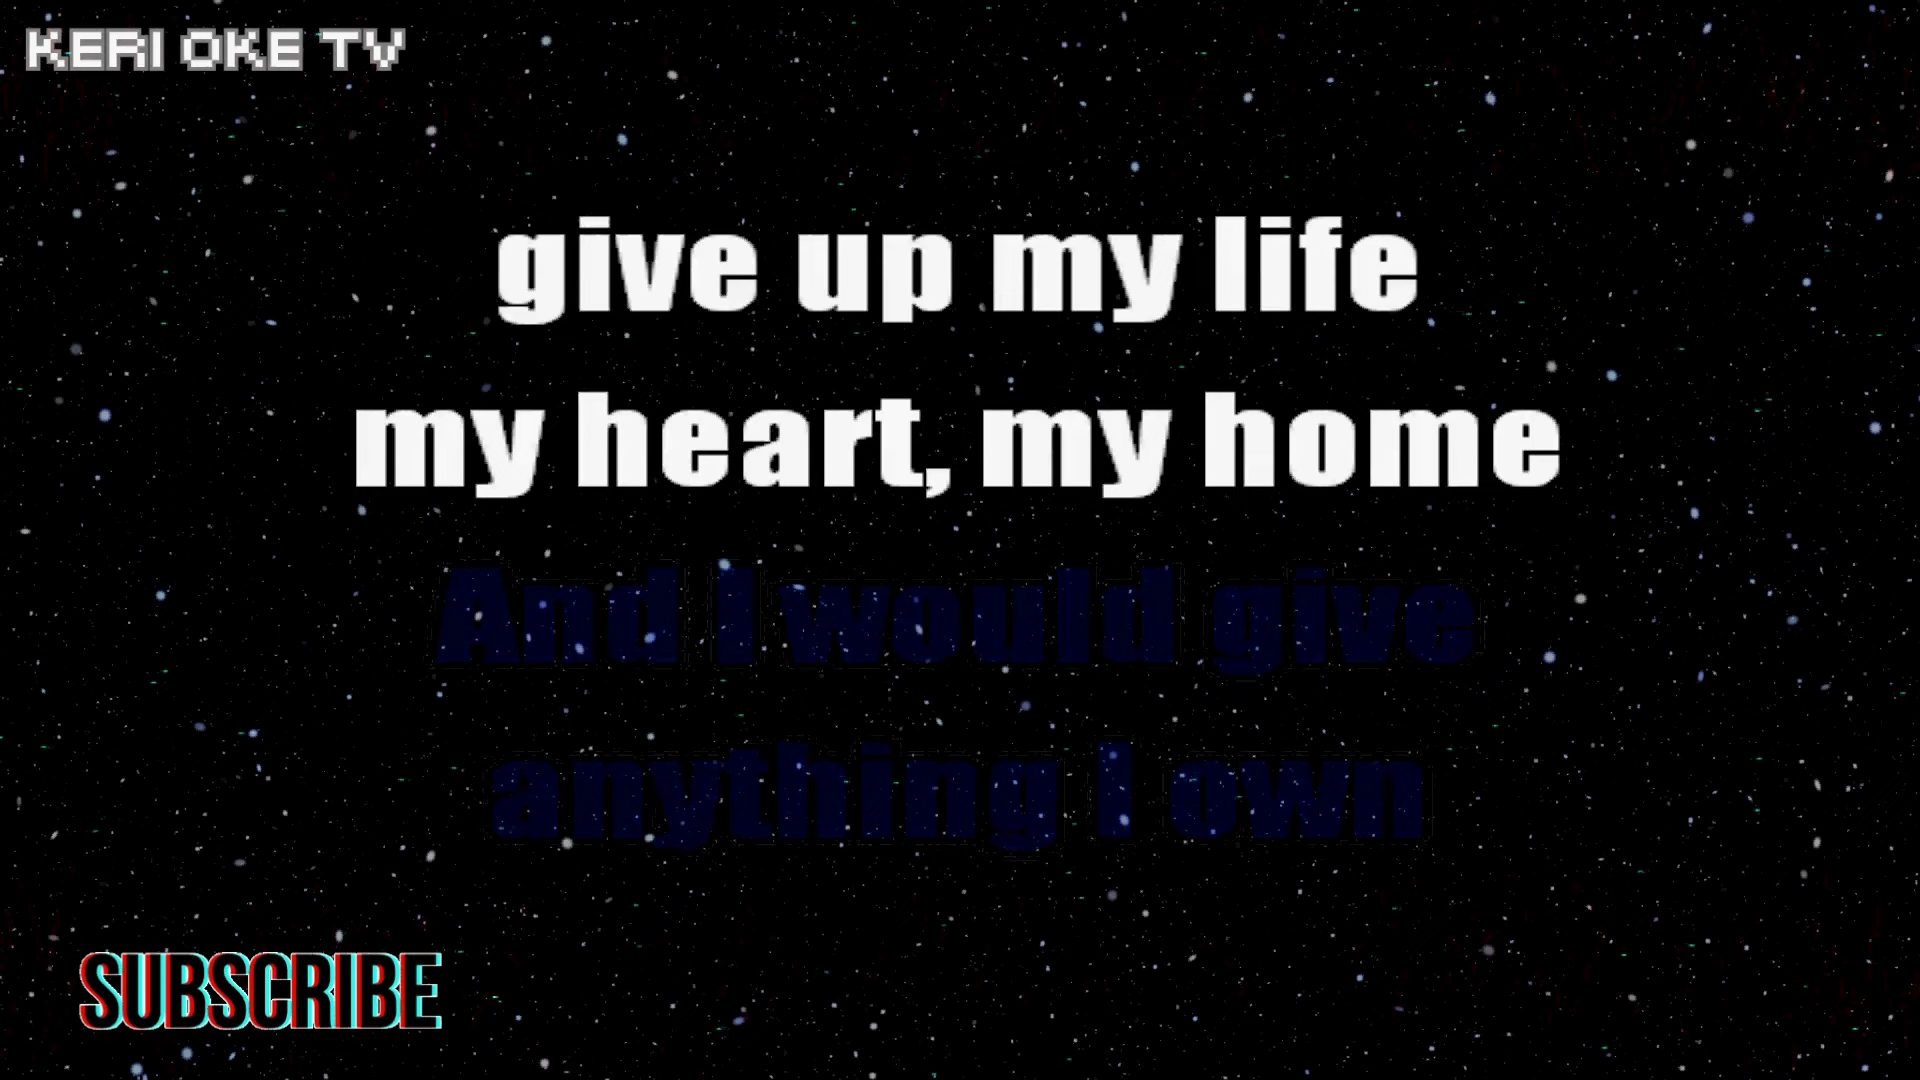 KERI OKE TV
give up my life
my heart, my home
And I would give
anything I own
SUBSCRIBE